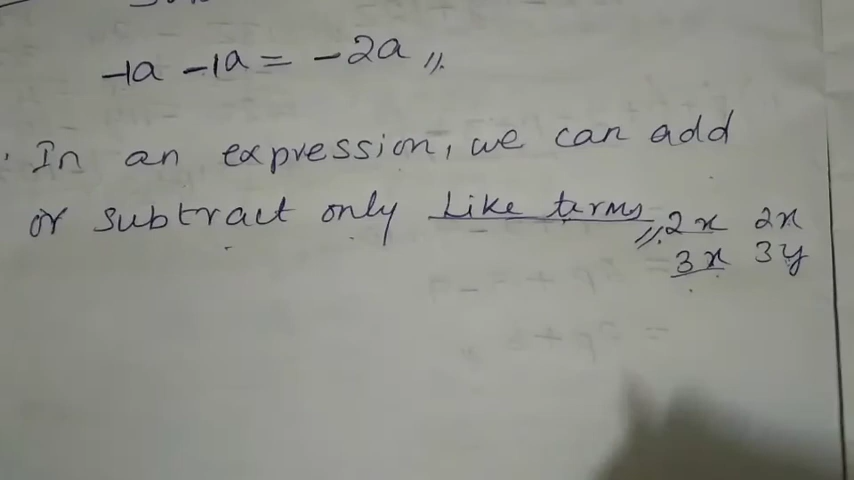 -1a -1a = -2a //.
In an expression, we can add
or subtract only Like terms //. 2x 2x
3x 3y